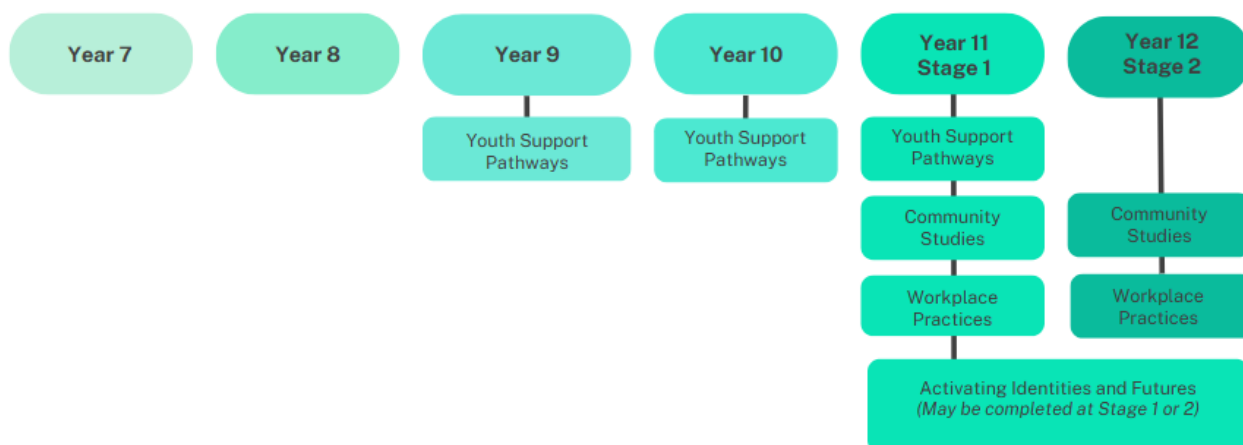 Year 7
Year 8
Year 9
Year 10
Year 11
Stage 1
Year 12
Stage 2
Youth Support
Pathways
Youth Support
Pathways
Youth Support
Pathways
Community
Studies
Community
Studies
Workplace
Practices
Workplace
Practices
Activating Identities and Futures
(May be completed at Stage 1 or 2)